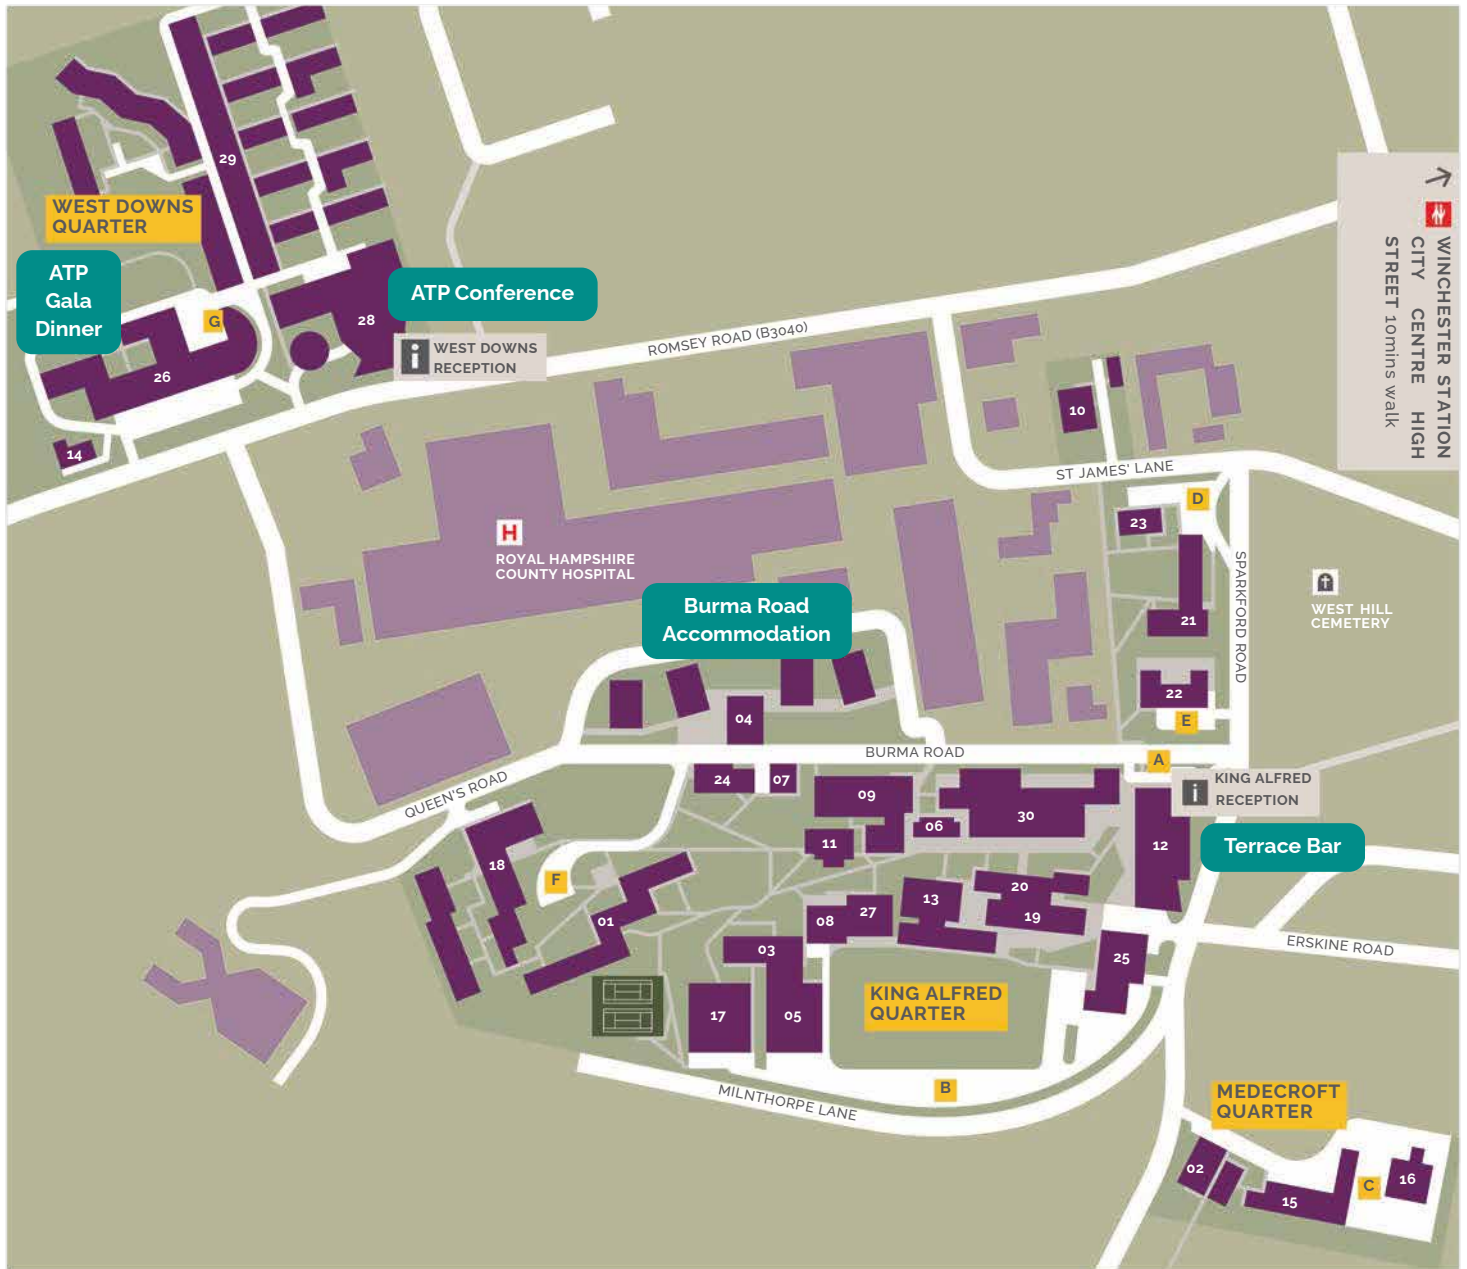 29
WEST DOWNS
QUARTER
ATP
Gala
Dinner
G
26
14
ATP Conference
28
i
WEST DOWNS
RECEPTION
ROMSEY ROAD (B3040)
WINCHESTER STATION
CITY CENTRE HIGH
STREET 10mins walk
10
ST JAMES' LANE
D
23
21
SPARKFORD ROAD
WEST HILL
CEMETERY
22
E
H
ROYAL HAMPSHIRE
COUNTY HOSPITAL
Burma Road
Accommodation
04
BURMA ROAD
A
i
KING ALFRED
RECEPTION
QUEEN'S ROAD
24
07
09
30
06
11
12
Terrace Bar
18
F
01
13
20
19
08
27
03
25
ERSKINE ROAD
17
05
KING ALFRED
QUARTER
B
MILNTHORPE LANE
MEDECROFT
QUARTER
02
15
C
16